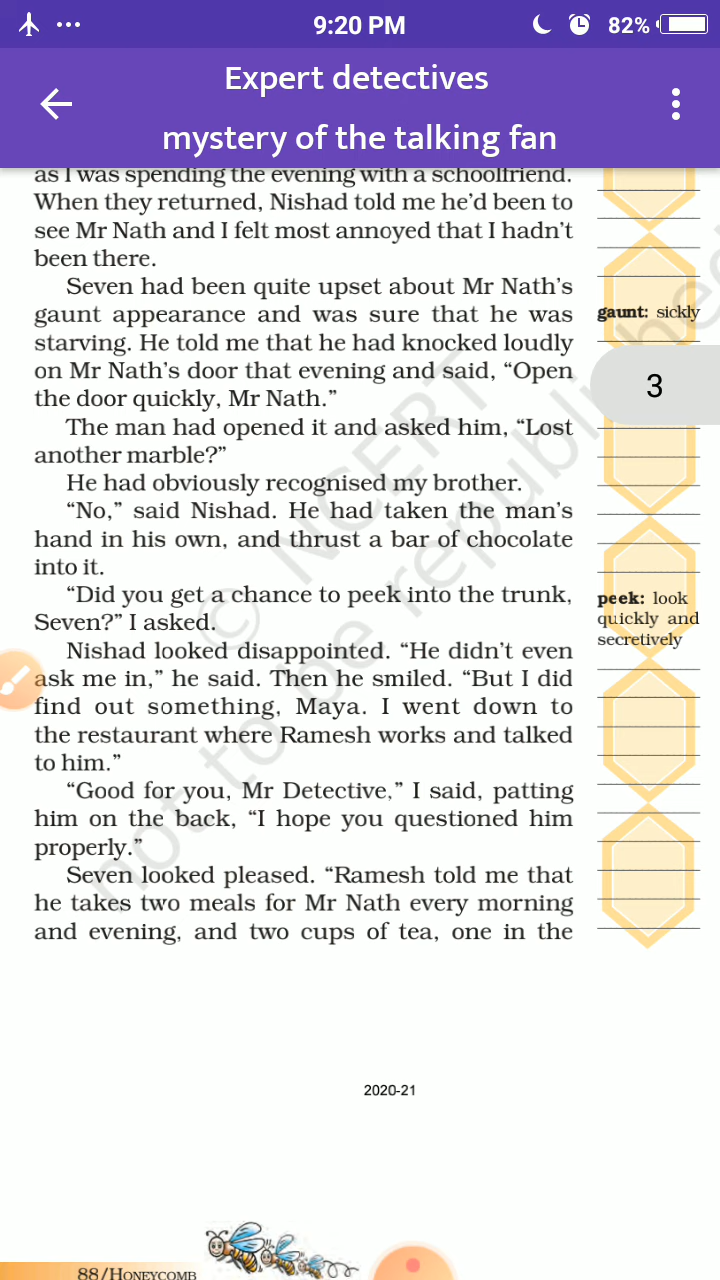 9:20 PM
82%
Expert detectives
mystery of the talking fan
as I was spending the evening with a schoolfriend.
When they returned, Nishad told me he'd been to
see Mr Nath and I felt most annoyed that I hadn't
been there.
Seven had been quite upset about Mr Nath's
gaunt appearance and was sure that he was
starving. He told me that he had knocked loudly
on Mr Nath's door that evening and said, “Open
the door quickly, Mr Nath.”
The man had opened it and asked him, “Lost
another marble?”
He had obviously recognised my brother.
“No,” said Nishad. He had taken the man's
hand in his own, and thrust a bar of chocolate
into it.
“Did you get a chance to peek into the trunk,
Seven?” I asked.
Nishad looked disappointed. “He didn't even
ask me in,” he said. Then he smiled. “But I did
find out something, Maya. I went down to
the restaurant where Ramesh works and talked
to him.”
“Good for you, Mr Detective,” I said, patting
him on the back, “I hope you questioned him
properly.”
Seven looked pleased. “Ramesh told me that
he takes two meals for Mr Nath every morning
and evening, and two cups of tea, one in the
gaunt: sickly
3
peek: look
quickly and
secretively
© NCERT
not to be republished
2020-21
88/HONEYCOMB